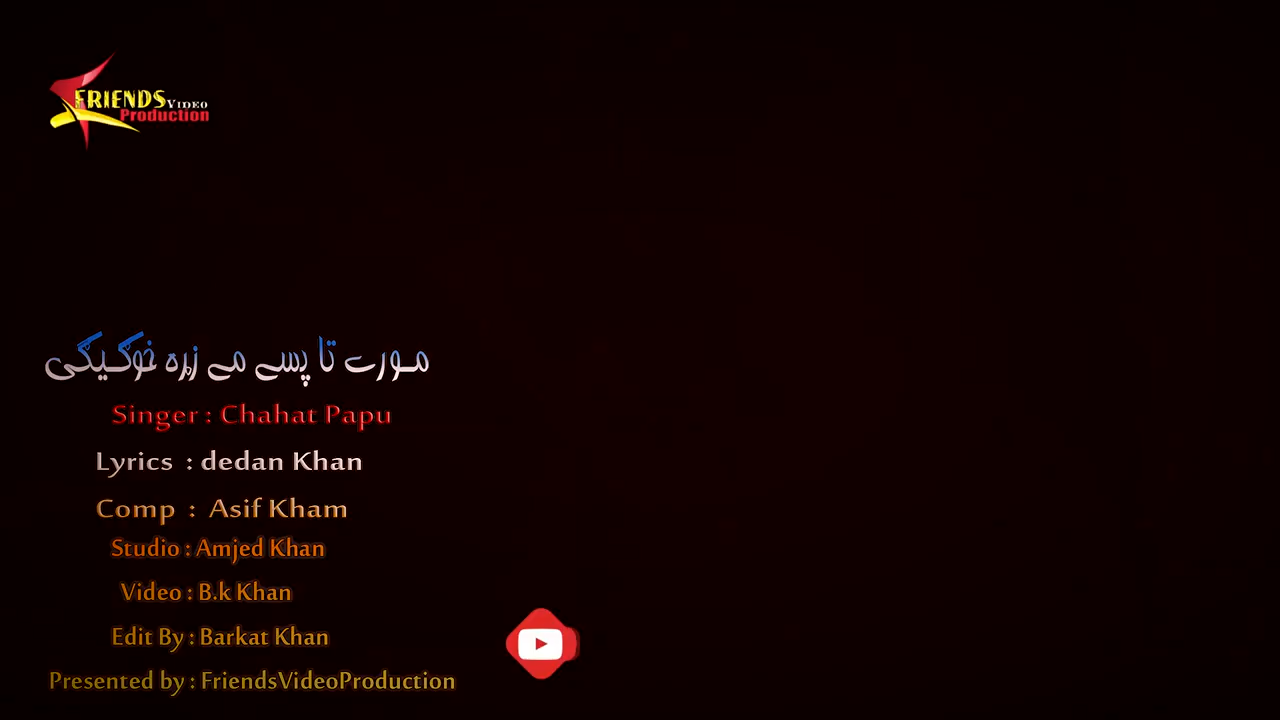 FRIENDS VIDEO
Production
مورے تا پسے مے زړه خوګیګی
Singer : Chahat Papu
Lyrics : dedan Khan
Comp : Asif Kham
Studio : Amjed Khan
Video : B.k Khan
Edit By : Barkat Khan
Presented by : FriendsVideoProduction